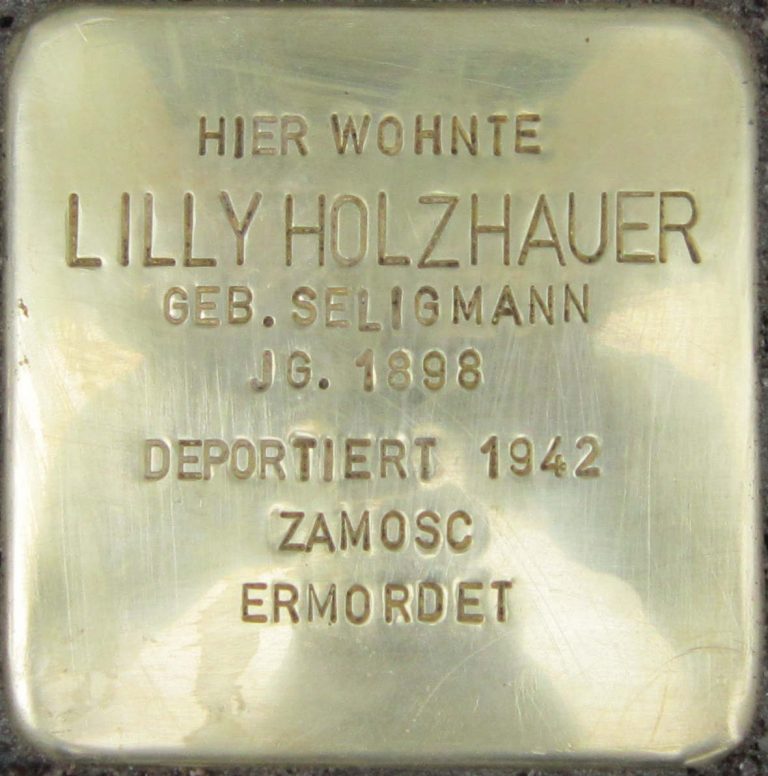 HIER WOHNTE
LILLY HOLZHAUER
GEB. SELIGMANN
JG. 1898
DEPORTIERT 1942
ZAMOSC
ERMORDET